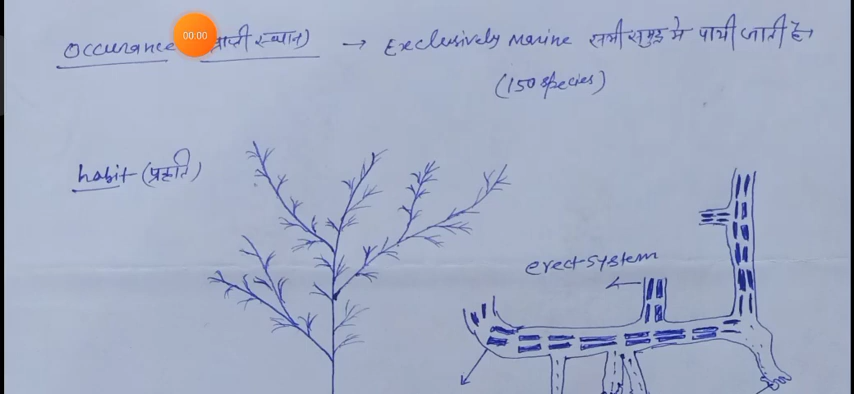 Occurance प्राप्ती स्थान) → Exclusively Marine सभी समुद्र मे पायी जाती है।
(150 species)
habit (प्रकृति)
erect system